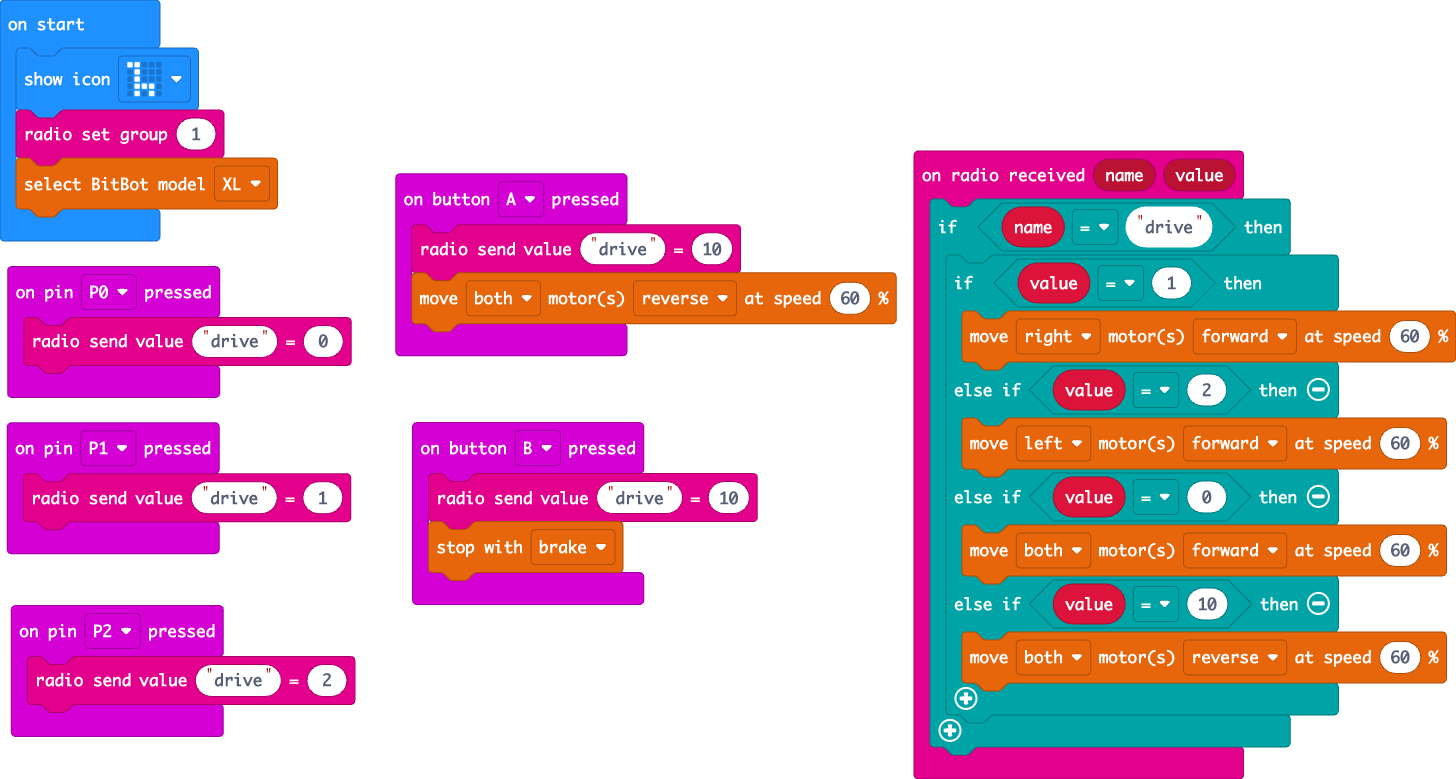 on start
show icon
radio set group 1
select BitBot model XL
on pin P0 pressed
radio send value "drive" = 0
on pin P1 pressed
radio send value "drive" = 1
on pin P2 pressed
radio send value "drive" = 2
on button A pressed
radio send value "drive" = 10
move both motor(s) reverse at speed 60 %
on button B pressed
radio send value "drive" = 10
stop with brake
on radio received name value
if name = "drive" then
if value = 1 then
move right motor(s) forward at speed 60 %
else if value = 2 then
move left motor(s) forward at speed 60 %
else if value = 0 then
move both motor(s) forward at speed 60 %
else if value = 10 then
move both motor(s) reverse at speed 60 %